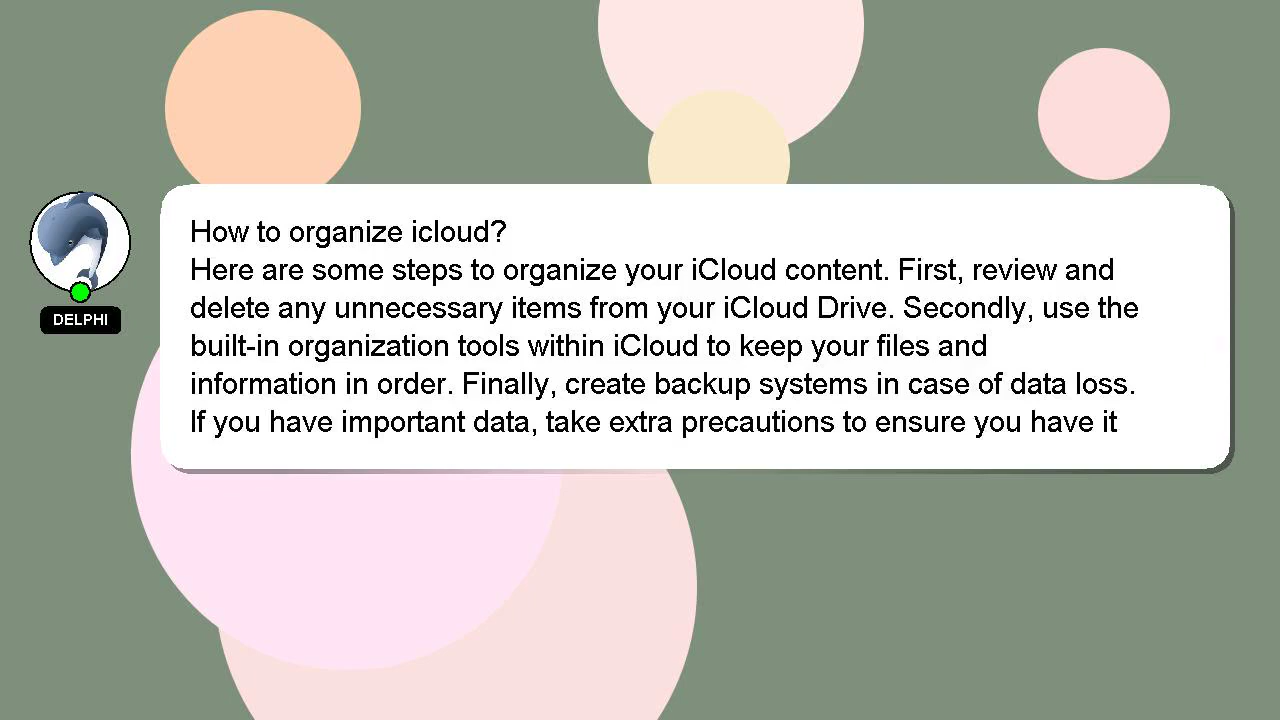 How to organize icloud?
Here are some steps to organize your iCloud content. First, review and
delete any unnecessary items from your iCloud Drive. Secondly, use the
built-in organization tools within iCloud to keep your files and
information in order. Finally, create backup systems in case of data loss.
If you have important data, take extra precautions to ensure you have it
DELPHI